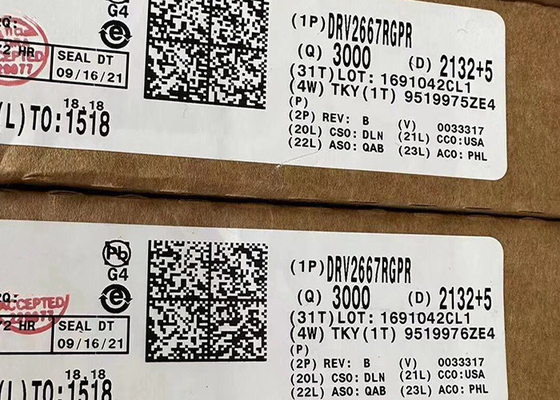 (1P) DRV2667RGPR
(Q) 3000 (D) 2132+5
(31T) LOT: 1691042CL1
(4W) TKY (1T) 9519975ZE4
(P)
(2P) REV: B (V) 0033317
(20L) CSO: DLN (21L) CCO:USA
(22L) ASO: QAB (23L) ACO: PHL
G4
e
2 HR
SEAL DT
09/16/21
18.18
(L)TO:1518
(1P) DRV2667RGPR
(Q) 3000 (D) 2132+5
(31T) LOT: 1691042CL1
(4W) TKY (1T) 9519976ZE4
(P)
(2P) REV: B (V) 0033317
(20L) CSO: DLN (21L) CCO:USA
(22L) ASO: QAB (23L) ACO: PHL
Pb
G4
e
ACCEPTED
2 HR
SEAL DT
09/16/21
18.18
(L)TO:1518